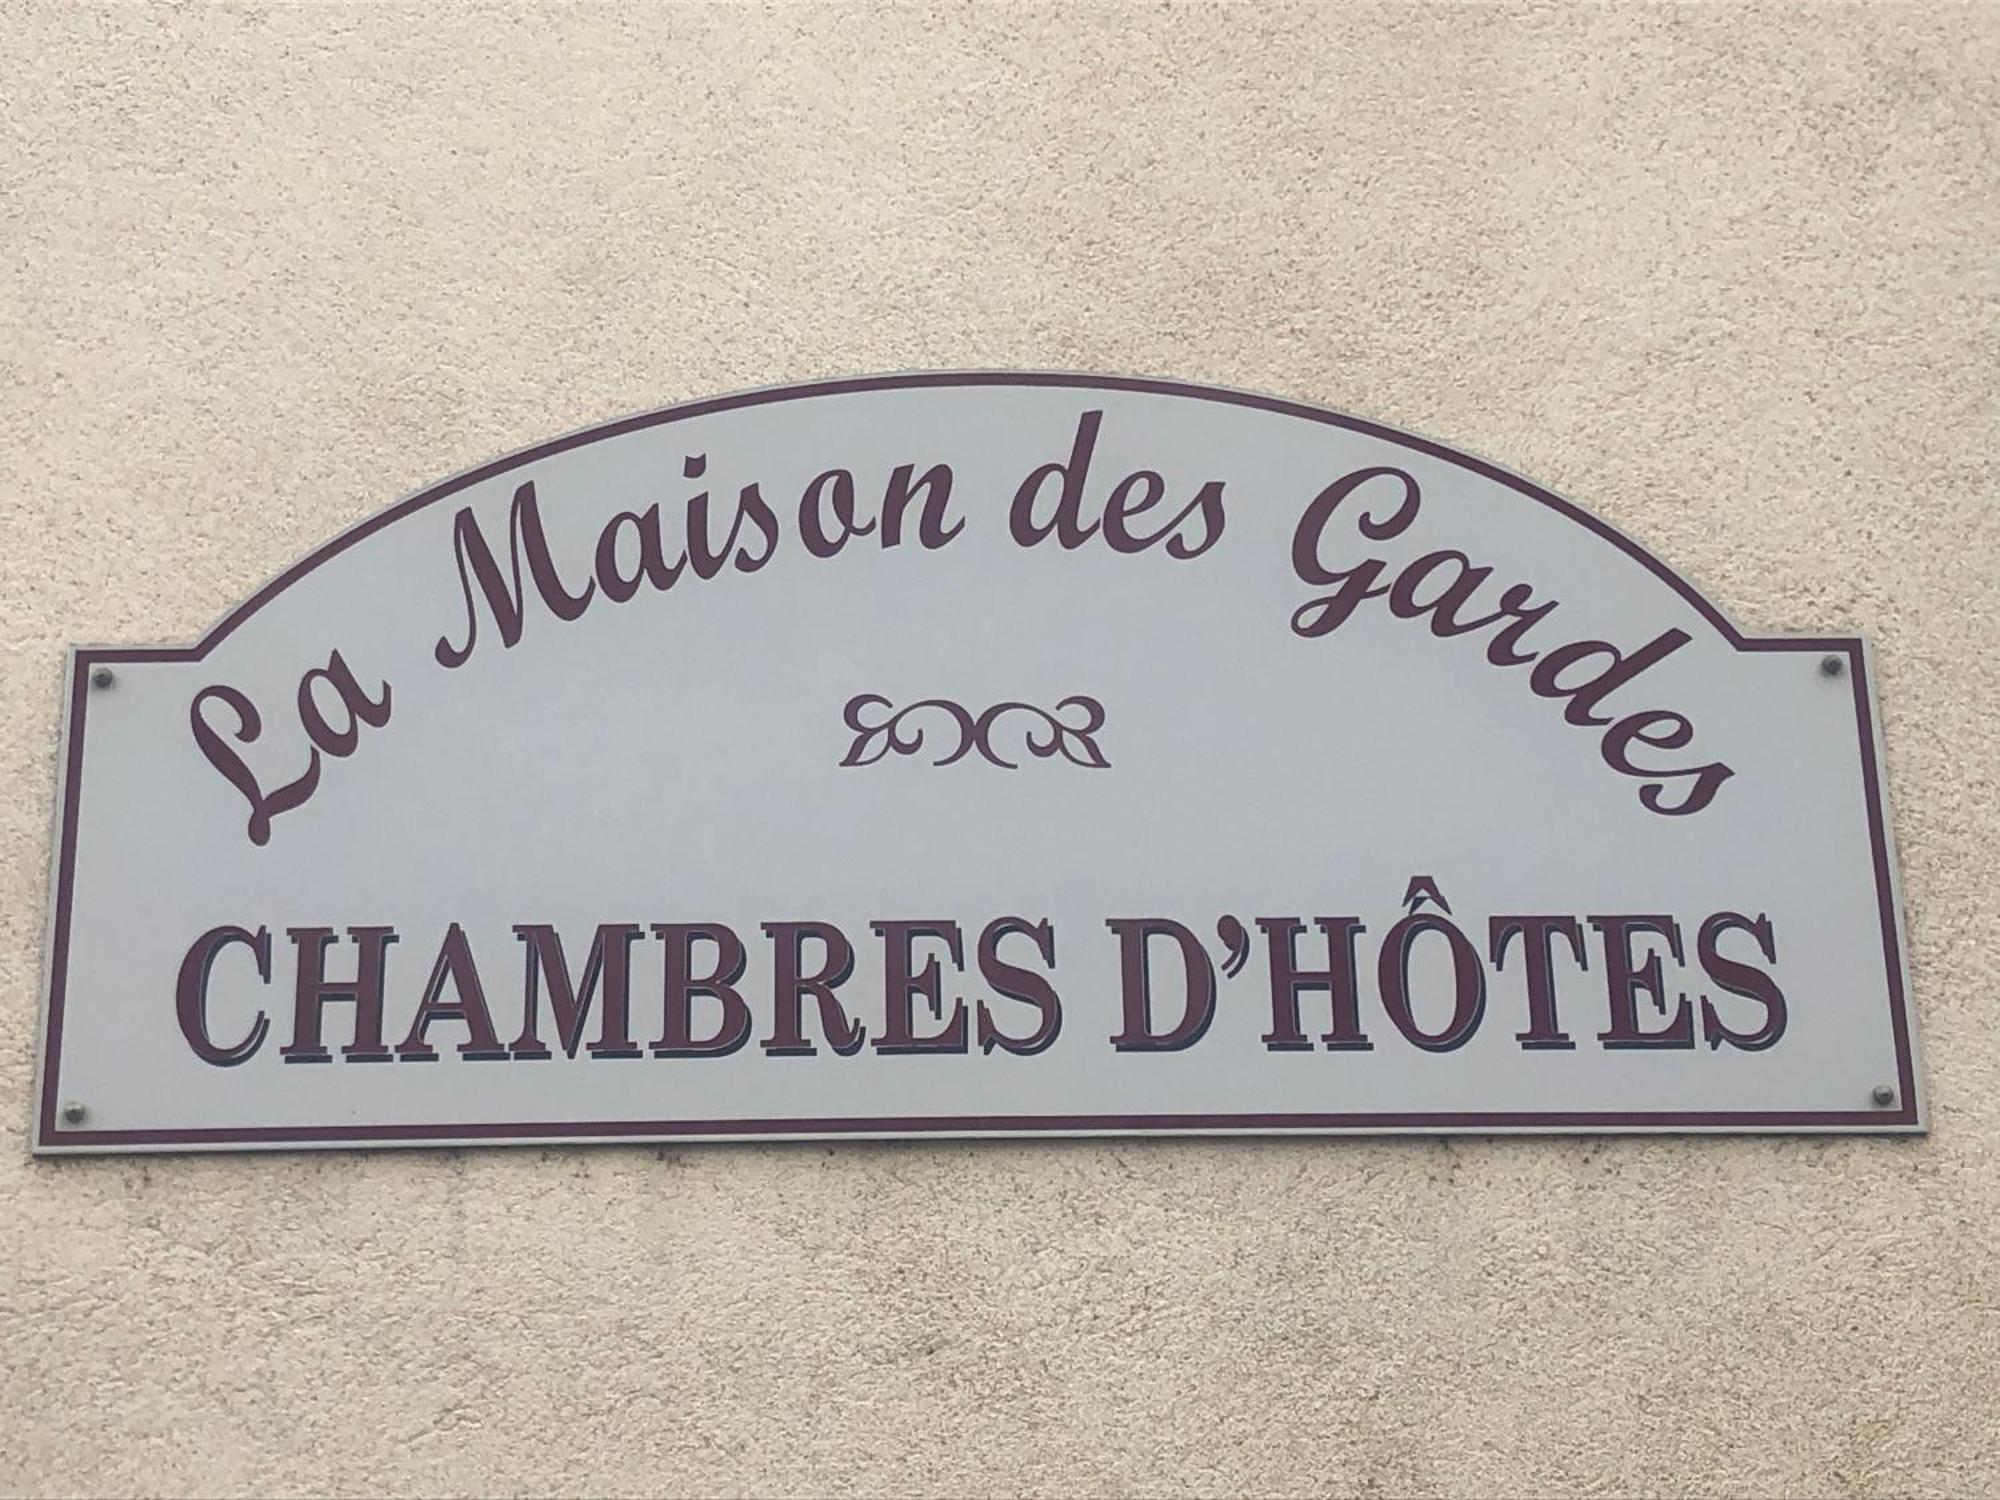 La Maison des Gardes
CHAMBRES D'HÔTES